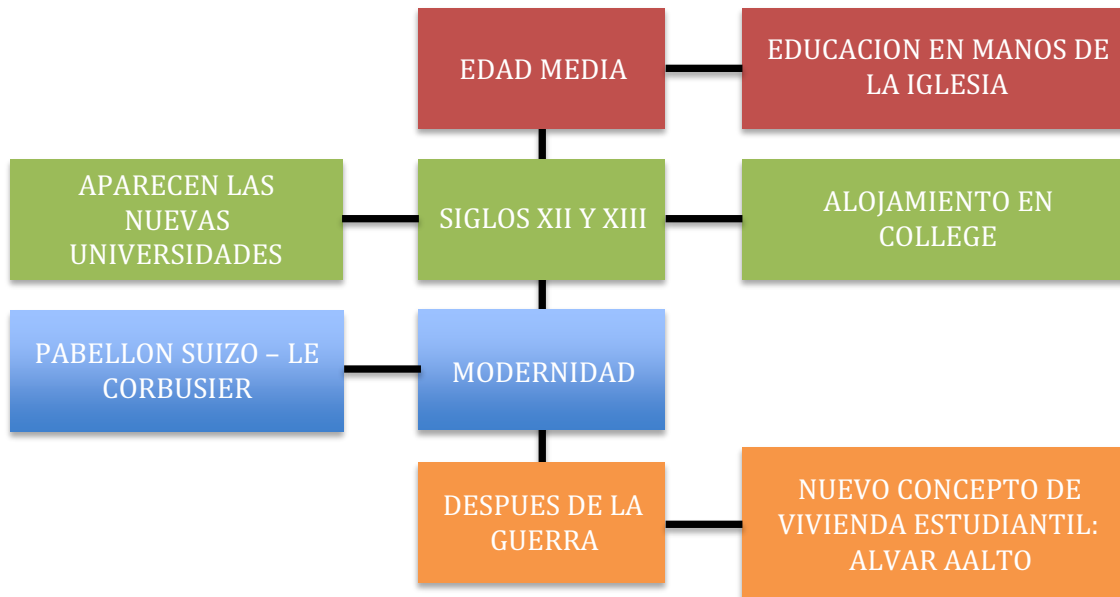 EDAD MEDIA
EDUCACION EN MANOS DE
LA IGLESIA
APARECEN LAS
NUEVAS
UNIVERSIDADES
SIGLOS XII Y XIII
ALOJAMIENTO EN
COLLEGE
PABELLON SUIZO – LE
CORBUSIER
MODERNIDAD
DESPUES DE LA
GUERRA
NUEVO CONCEPTO DE
VIVIENDA ESTUDIANTIL:
ALVAR AALTO